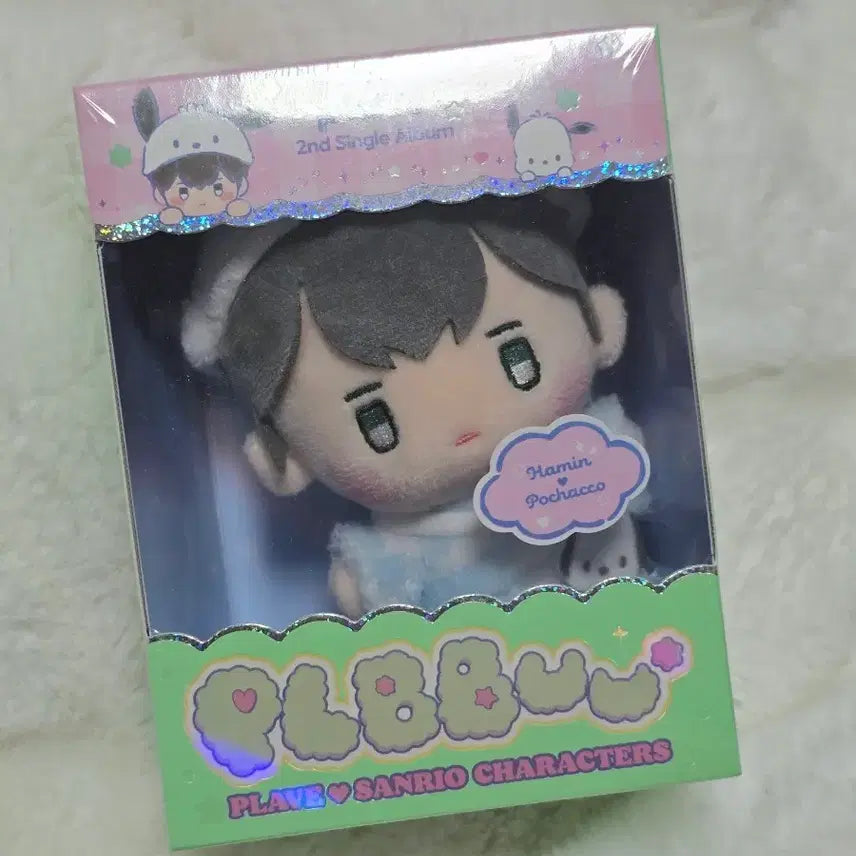 2nd Single Album
Hamin
Pochacco
PLBBUU
PLAVE ♥ SANRIO CHARACTERS